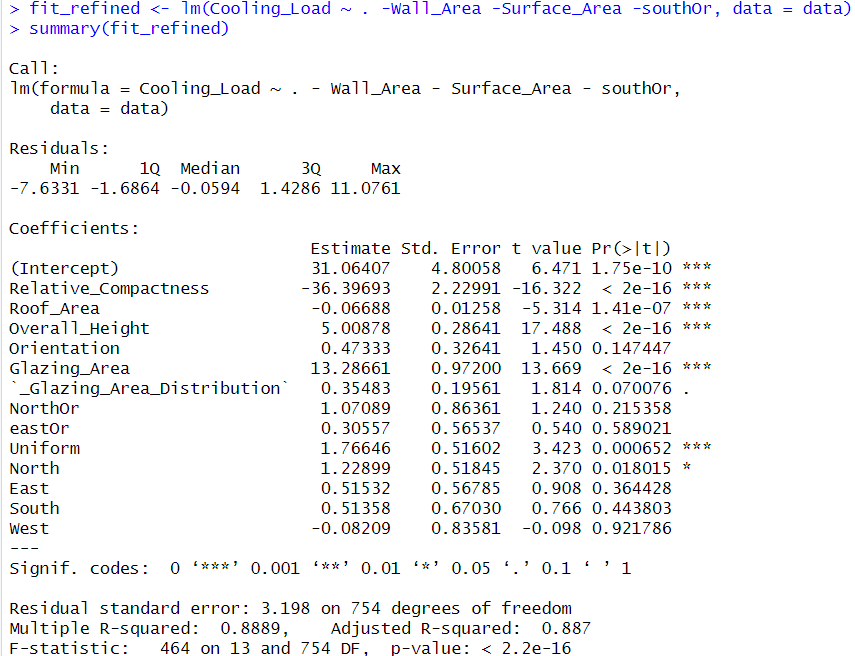 > fit_refined <- lm(Cooling_Load ~ . -Wall_Area -Surface_Area -southOr, data = data)
> summary(fit_refined)
Call:
lm(formula = Cooling_Load ~ . - Wall_Area - Surface_Area - southOr,
    data = data)
Residuals:
    Min      1Q  Median      3Q     Max
-7.6331 -1.6864 -0.0594  1.4286 11.0761
Coefficients:
                             Estimate Std. Error t value Pr(>|t|)
(Intercept)                  31.06407    4.80058   6.471 1.75e-10 ***
Relative_Compactness        -36.39693    2.22991 -16.322  < 2e-16 ***
Roof_Area                    -0.06688    0.01258  -5.314 1.41e-07 ***
Overall_Height                5.00878    0.28641  17.488  < 2e-16 ***
Orientation                   0.47333    0.32641   1.450 0.147447
Glazing_Area                 13.28661    0.97200  13.669  < 2e-16 ***
`_Glazing_Area_Distribution`  0.35483    0.19561   1.814 0.070076 .
NorthOr                       1.07089    0.86361   1.240 0.215358
eastOr                        0.30557    0.56537   0.540 0.589021
Uniform                       1.76646    0.51602   3.423 0.000652 ***
North                         1.22899    0.51845   2.370 0.018015 *
East                          0.51532    0.56785   0.908 0.364428
South                         0.51358    0.67030   0.766 0.443803
West                         -0.08209    0.83581  -0.098 0.921786
---
Signif. codes:  0 ‘***’ 0.001 ‘**’ 0.01 ‘*’ 0.05 ‘.’ 0.1 ‘ ’ 1
Residual standard error: 3.198 on 754 degrees of freedom
Multiple R-squared:  0.8889,    Adjusted R-squared:  0.887
F-statistic:   464 on 13 and 754 DF,  p-value: < 2.2e-16